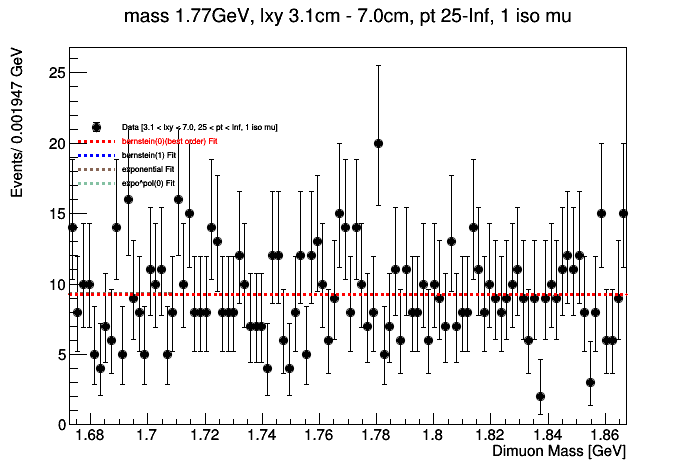 mass 1.77GeV, lxy 3.1cm - 7.0cm, pt 25-Inf, 1 iso mu
Events/ 0.001947 GeV
25
20
15
10
5
0
Data [3.1 < lxy < 7.0, 25 < pt < Inf, 1 iso mu]
bernstein(0)(best order) Fit
bernstein(1) Fit
exponential Fit
expo*pol(0) Fit
1.68 1.7 1.72 1.74 1.76 1.78 1.8 1.82 1.84 1.86
Dimuon Mass [GeV]